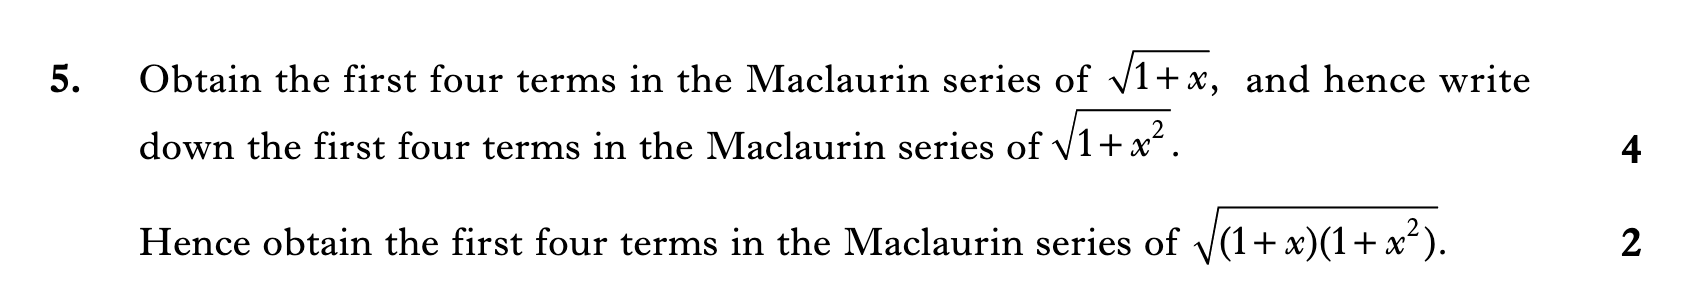 5. Obtain the first four terms in the Maclaurin series of √1+x, and hence write
down the first four terms in the Maclaurin series of √1+x². 4
Hence obtain the first four terms in the Maclaurin series of √(1+x)(1+x²). 2